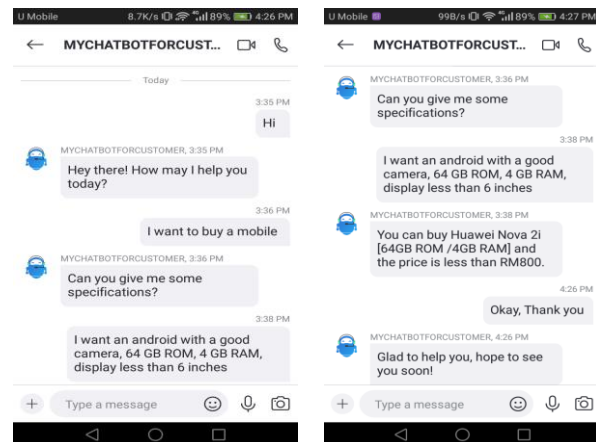 U Mobile 8.7K/s 4G 89% 4:26 PM
MYCHATBOTFORCUST...
Today
3:35 PM
Hi
MYCHATBOTFORCUSTOMER, 3:35 PM
Hey there! How may I help you
today?
3:36 PM
I want to buy a mobile
MYCHATBOTFORCUSTOMER, 3:36 PM
Can you give me some
specifications?
3:38 PM
I want an android with a good
camera, 64 GB ROM, 4 GB RAM,
display less than 6 inches
Type a message
U Mobile 99B/s 4G 89% 4:27 PM
MYCHATBOTFORCUST...
MYCHATBOTFORCUSTOMER, 3:36 PM
Can you give me some
specifications?
3:38 PM
I want an android with a good
camera, 64 GB ROM, 4 GB RAM,
display less than 6 inches
MYCHATBOTFORCUSTOMER, 3:38 PM
You can buy Huawei Nova 2i
[64GB ROM /4GB RAM] and
the price is less than RM800.
4:26 PM
Okay, Thank you
MYCHATBOTFORCUSTOMER, 4:26 PM
Glad to help you, hope to see
you soon!
Type a message